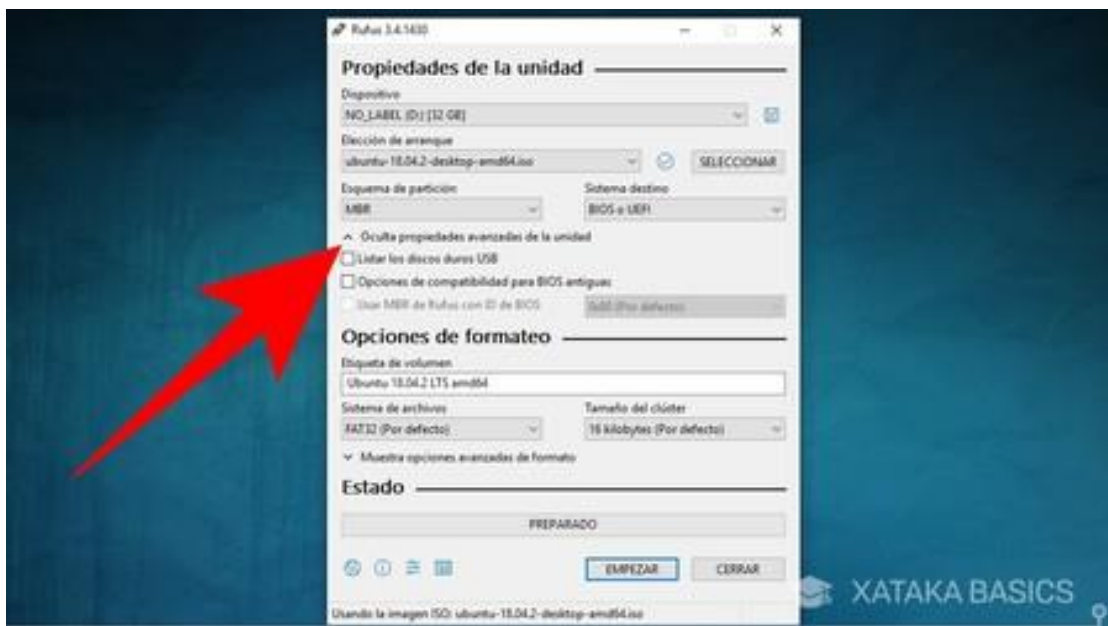 Rufus 3.4.1430
Propiedades de la unidad
Dispositivo
NO_LABEL (D:) [32 GB]
Elección de arranque
ubuntu-18.04.2-desktop-amd64.iso
SELECCIONAR
Esquema de partición
Sistema destino
MBR
BIOS o UEFI
Oculta propiedades avanzadas de la unidad
Listar los discos duros USB
Opciones de compatibilidad para BIOS antiguas
Usar MBR de Rufus con ID de BIOS
0x80 (Por defecto)
Opciones de formateo
Etiqueta de volumen
Ubuntu 18.04.2 LTS amd64
Sistema de archivos
Tamaño del clúster
FAT32 (Por defecto)
16 kilobytes (Por defecto)
Muestra opciones avanzadas de formato
Estado
PREPARADO
EMPEZAR
CERRAR
XATAKA BASICS
Usando la imagen ISO: ubuntu-18.04.2-desktop-amd64.iso